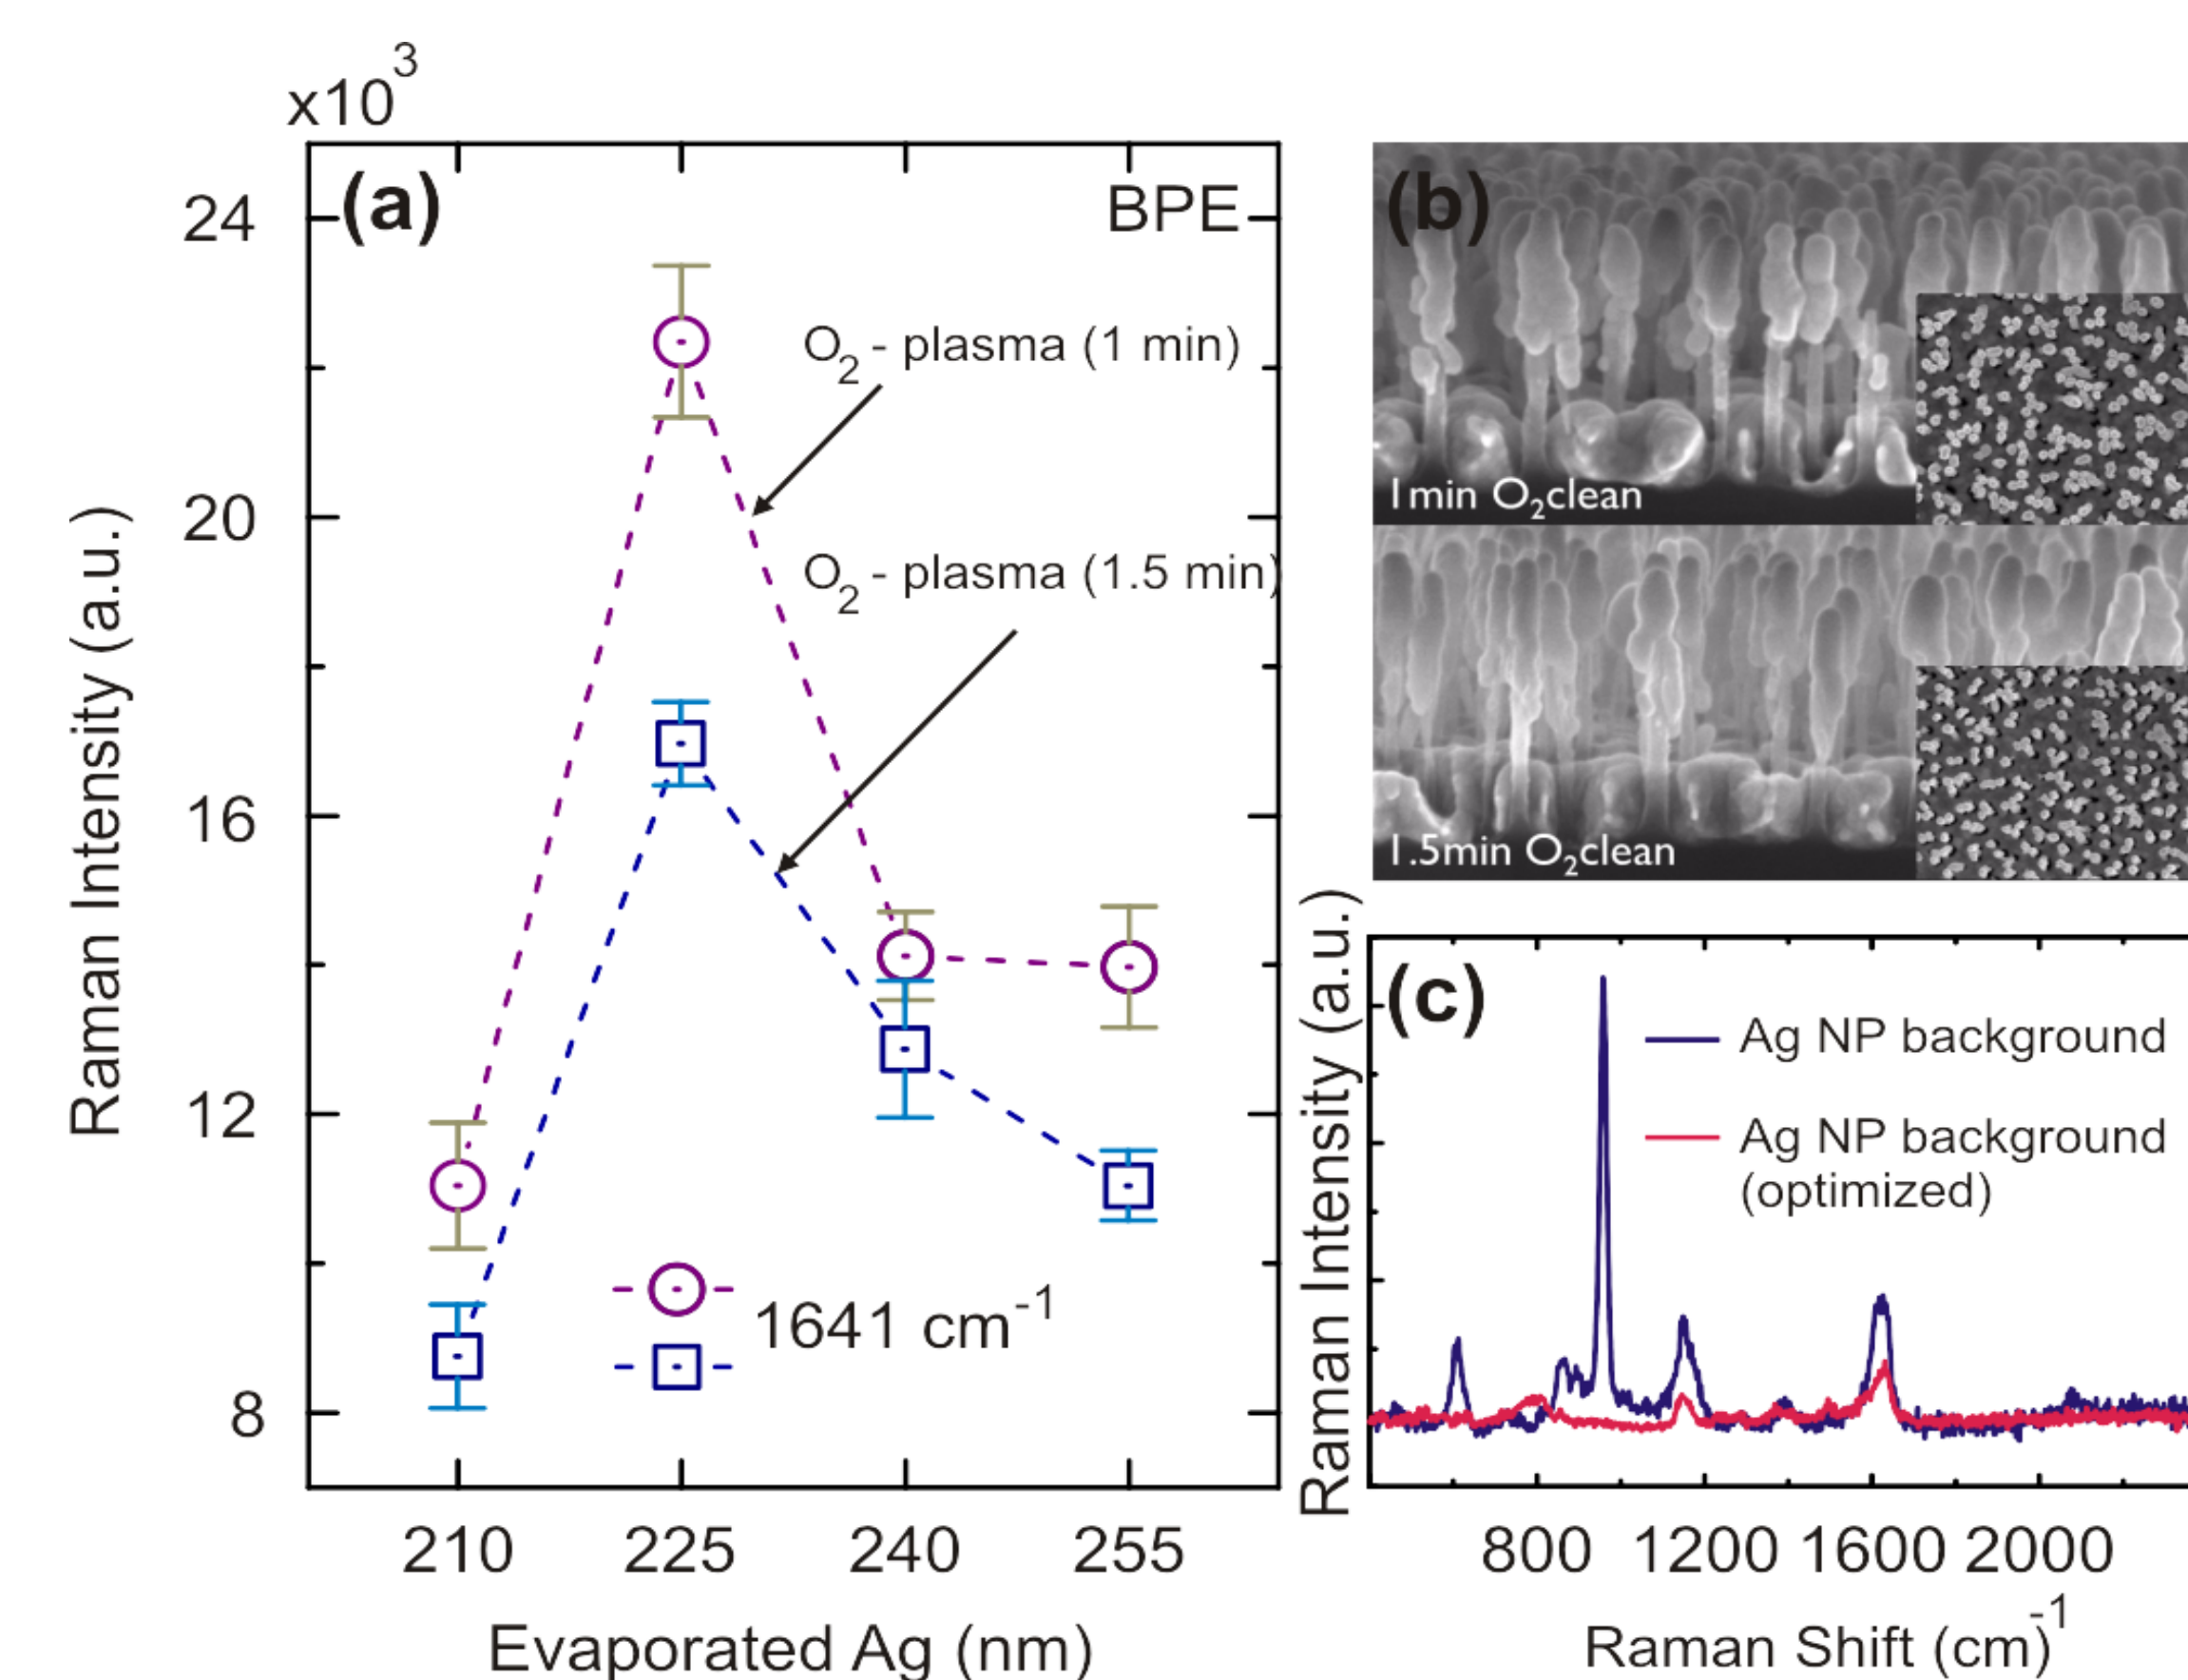 x10³
(a)
BPE
24
20
16
12
8
Raman Intensity (a.u.)
O₂ - plasma (1 min)
O₂ - plasma (1.5 min)
1641 cm⁻¹
210 225 240 255
Evaporated Ag (nm)
(b)
1min O₂clean
1.5min O₂clean
(c)
Raman Intensity (a.u.)
Ag NP background
Ag NP background
(optimized)
800 1200 1600 2000
Raman Shift (cm)⁻¹